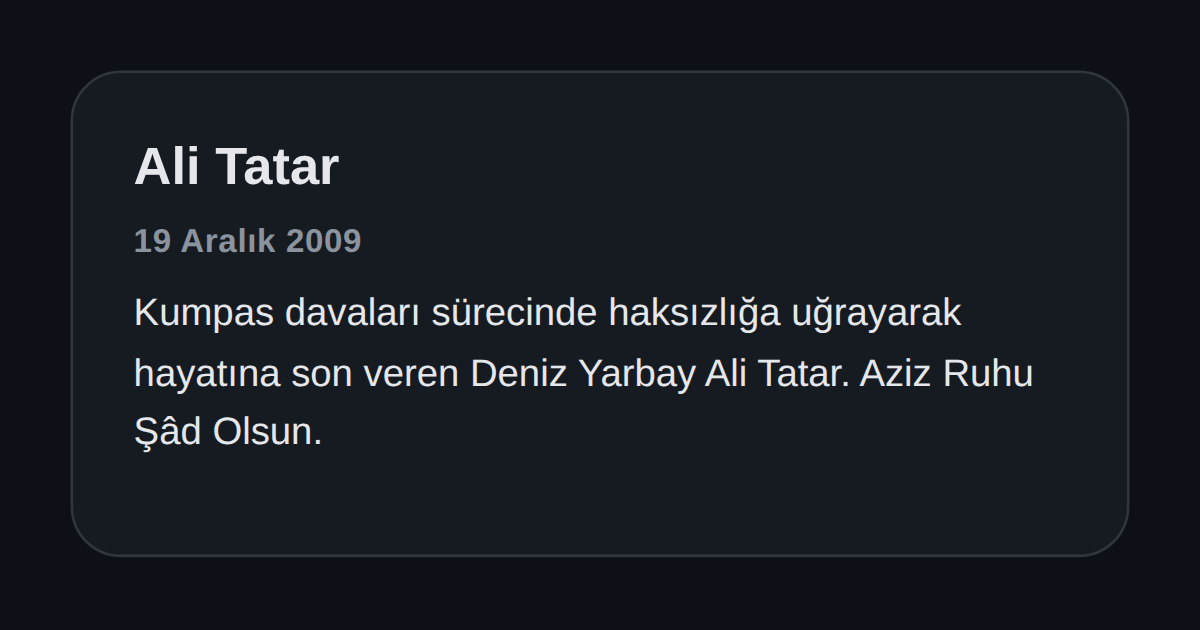 Ali Tatar
19 Aralık 2009
Kumpas davaları sürecinde haksızlığa uğrayarak
hayatına son veren Deniz Yarbay Ali Tatar. Aziz Ruhu
Şâd Olsun.